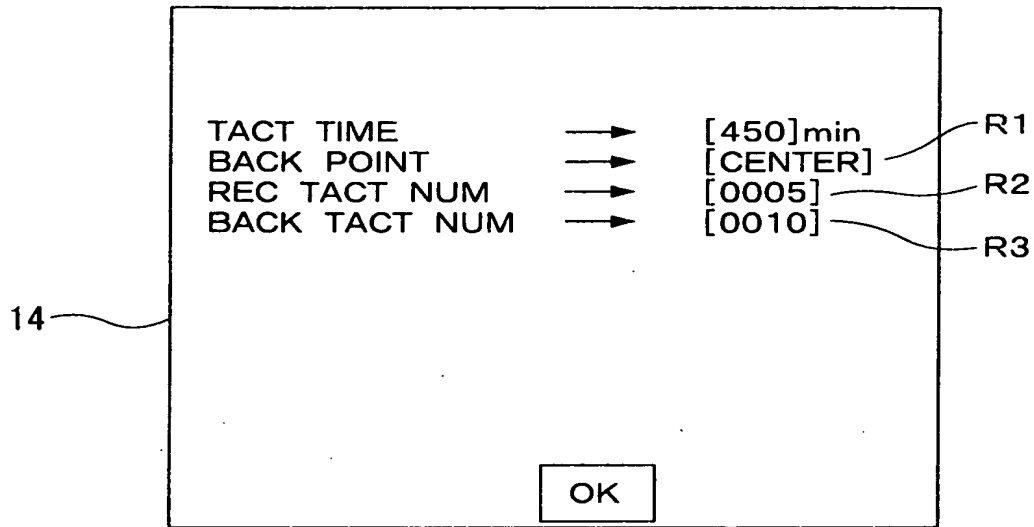 TACT TIME → [450]min
BACK POINT → [CENTER] R1
REC TACT NUM → [0005] R2
BACK TACT NUM → [0010] R3
14
OK